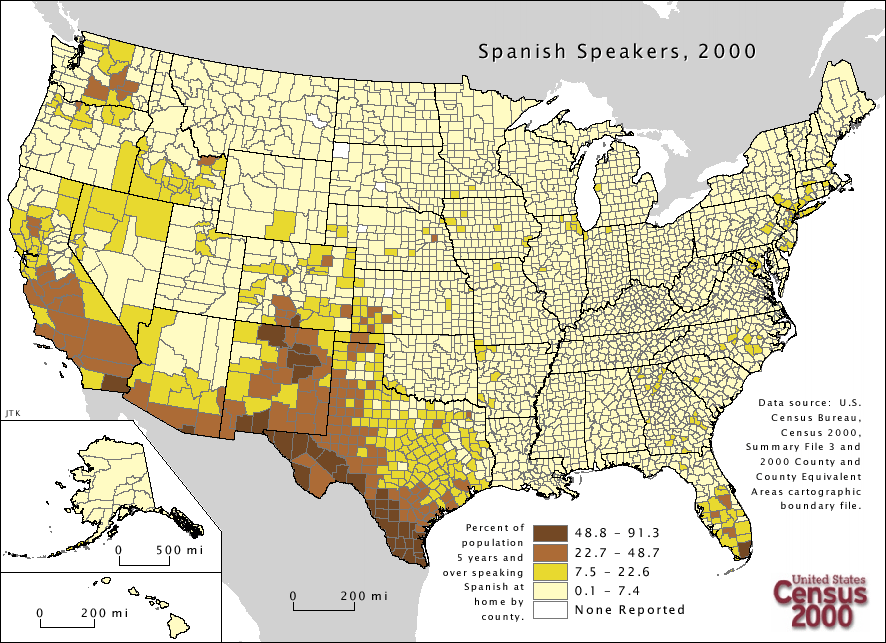 Spanish Speakers, 2000
JTK
Data source: U.S.
Census Bureau,
Census 2000,
Summary File 3 and
2000 County and
County Equivalent
Areas cartographic
boundary file.
0 500 mi
0 200 mi
0 200 mi
Percent of
population
5 years and
over speaking
Spanish at
home by
county.
48.8 - 91.3
22.7 - 48.7
7.5 - 22.6
0.1 - 7.4
None Reported
United States
Census
2000